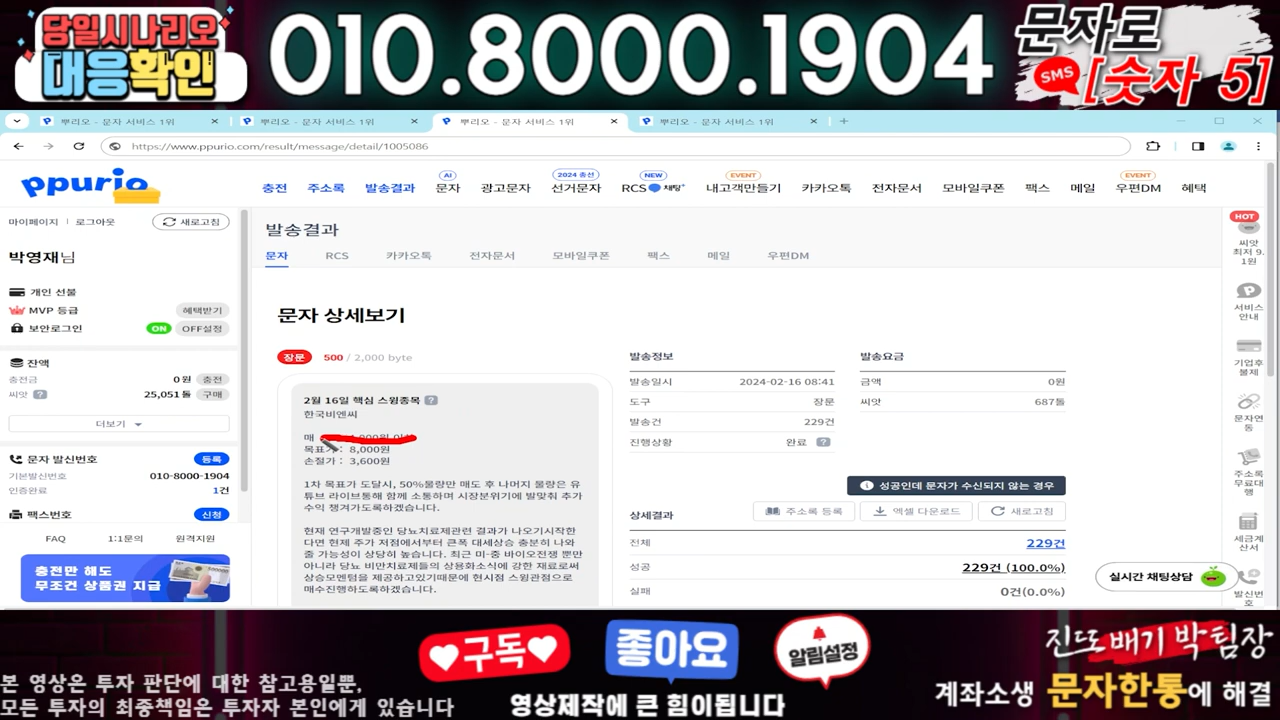 당일시나리오
대응확인
010.8000.1904
문자로
SMS
[숫자 5]
뿌리오 - 문자 서비스 1위
뿌리오 - 문자 서비스 1위
뿌리오 - 문자 서비스 1위
뿌리오 - 문자 서비스 1위
https://www.ppurio.com/result/message/detail/1005086
ppurio
AI
2024 총선
NEW
EVENT
EVENT
충전 주소록 발송결과 문자 광고문자 선거문자 RCS 채팅+ 내고객만들기 카카오톡 전자문서 모바일쿠폰 팩스 메일 우편DM 혜택
마이페이지 | 로그아웃
새로고침
박영재님
개인 선불
MVP 등급 혜택받기
보안로그인 ON OFF설정
잔액
충전금 0원 충전
씨앗 ? 25,051톨 구매
더보기
문자 발신번호 등록
기본발신번호 010-8000-1904
인증완료 1건
팩스번호 신청
FAQ 1:1문의 원격지원
충전만 해도
무조건 상품권 지급
발송결과
문자 RCS 카카오톡 전자문서 모바일쿠폰 팩스 메일 우편DM
문자 상세보기
장문 500 / 2,000 byte
2월 16일 핵심 스윙종목 ?
한국비엔씨
매
목표가 : 8,000원
손절가 : 3,600원
1차 목표가 도달시, 50%물량만 매도 후 나머지 물량은 유
튜브 라이브통해 함께 소통하며 시장분위기에 발맞춰 추가
수익 챙겨가도록하겠습니다.
현재 연구개발중인 당뇨치료제관련 결과가 나오기시작한
다면 현제 주가 저점에서부터 큰폭 대세상승 충분히 나와
줄 가능성이 상당히 높습니다. 최근 미·중 바이오전쟁 뿐만
아니라 당뇨 비만치료제들의 상용화소식에 강한 재료로써
상승모멘텀을 제공하고있기때문에 현시점 스윙관점으로
매수진행하도록하겠습니다.
발송정보
발송일시 2024-02-16 08:41
도구 장문
발송건 229건
진행상황 완료 ?
발송요금
금액 0원
씨앗 687톨
성공인데 문자가 수신되지 않는 경우
상세결과
주소록 등록 엑셀 다운로드 새로고침
전체 229건
성공 229건 (100.0%)
실패 0건(0.0%)
HOT
씨앗
최저 9.
1원
서비스
안내
기업후
불제
문자연
동
주소록
무료대
행
세금계
산서
발신번
호
실시간 채팅상담
구독
좋아요
알림설정
영상제작에 큰 힘이됩니다
본 영상은 투자 판단에 대한 참고용일뿐,
모든 투자의 최종책임은 투자자 본인에게 있습니다
진또배기 박팀장
계좌소생 문자한통에 해결